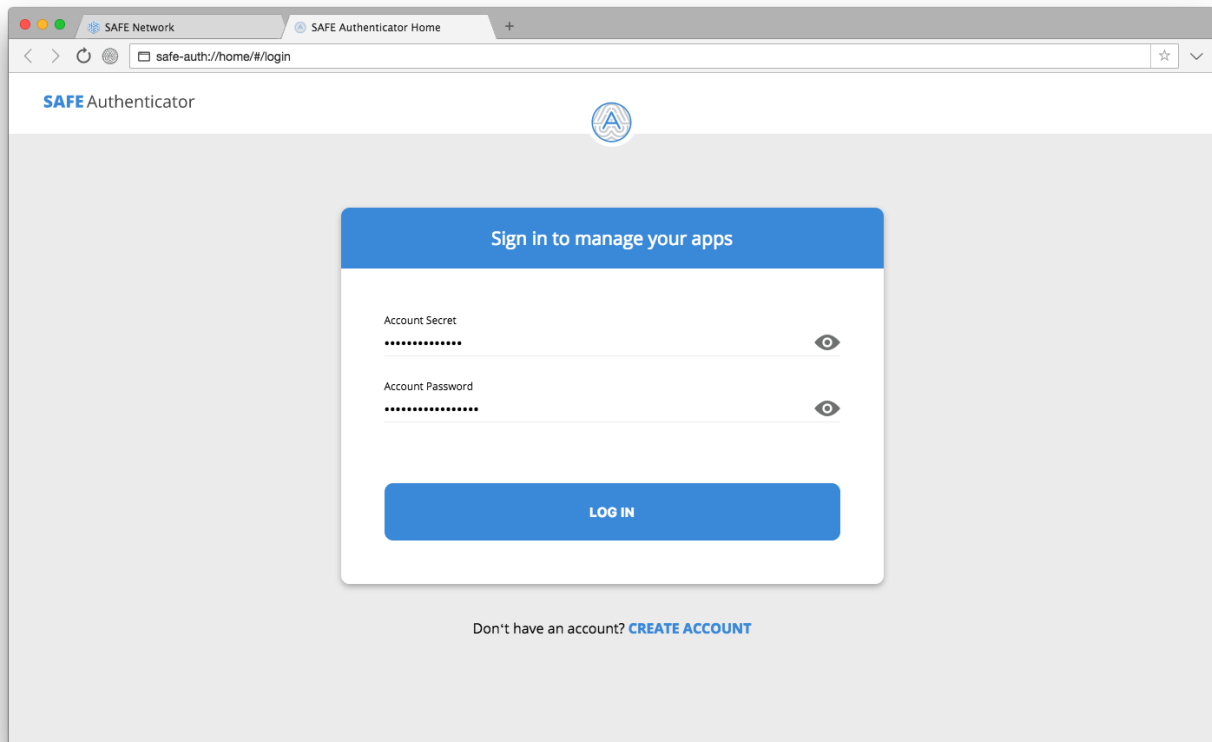 SAFE Network
SAFE Authenticator Home
safe-auth://home/#/login
SAFE Authenticator
A
Sign in to manage your apps
Account Secret
••••••••••••••
Account Password
•••••••••••••••••
LOG IN
Don't have an account? CREATE ACCOUNT